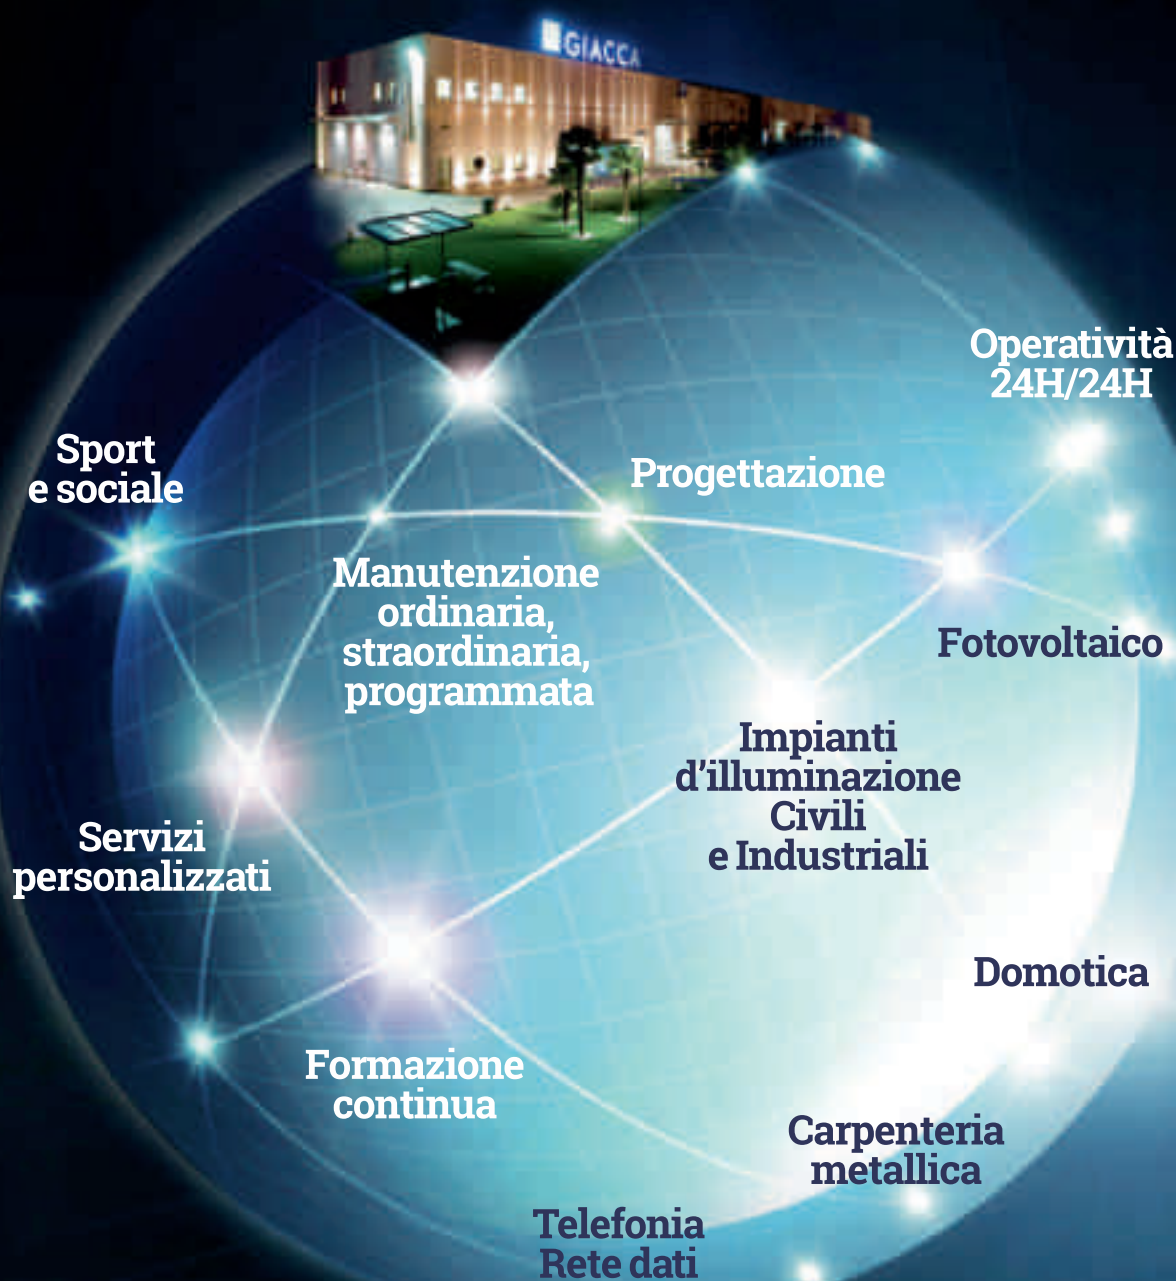 GIACCA
Operatività
24H/24H
Sport
e sociale
Progettazione
Manutenzione
ordinaria,
straordinaria,
programmata
Fotovoltaico
Impianti
d'illuminazione
Civili
e Industriali
Servizi
personalizzati
Domotica
Formazione
continua
Carpenteria
metallica
Telefonia
Rete dati